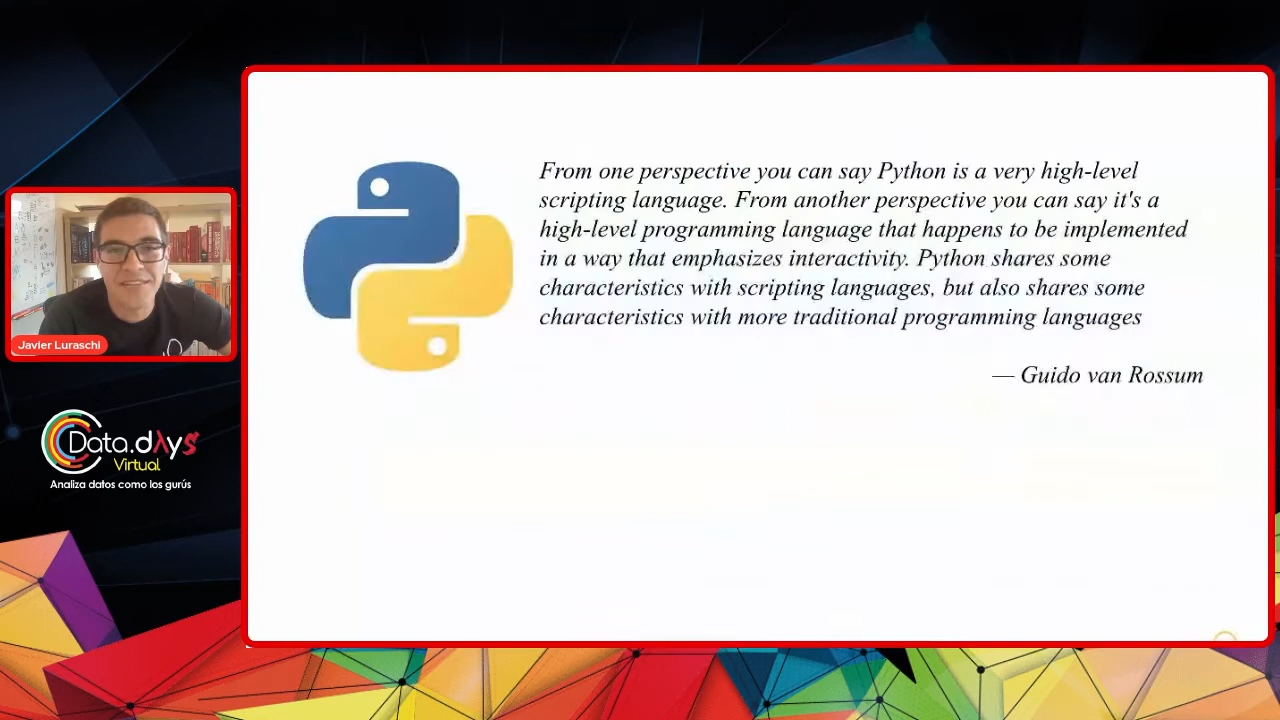 From one perspective you can say Python is a very high-level
scripting language. From another perspective you can say it's a
high-level programming language that happens to be implemented
in a way that emphasizes interactivity. Python shares some
characteristics with scripting languages, but also shares some
characteristics with more traditional programming languages
— Guido van Rossum
Javier Luraschi
Data.dλys
Virtual
Analiza datos como los gurús